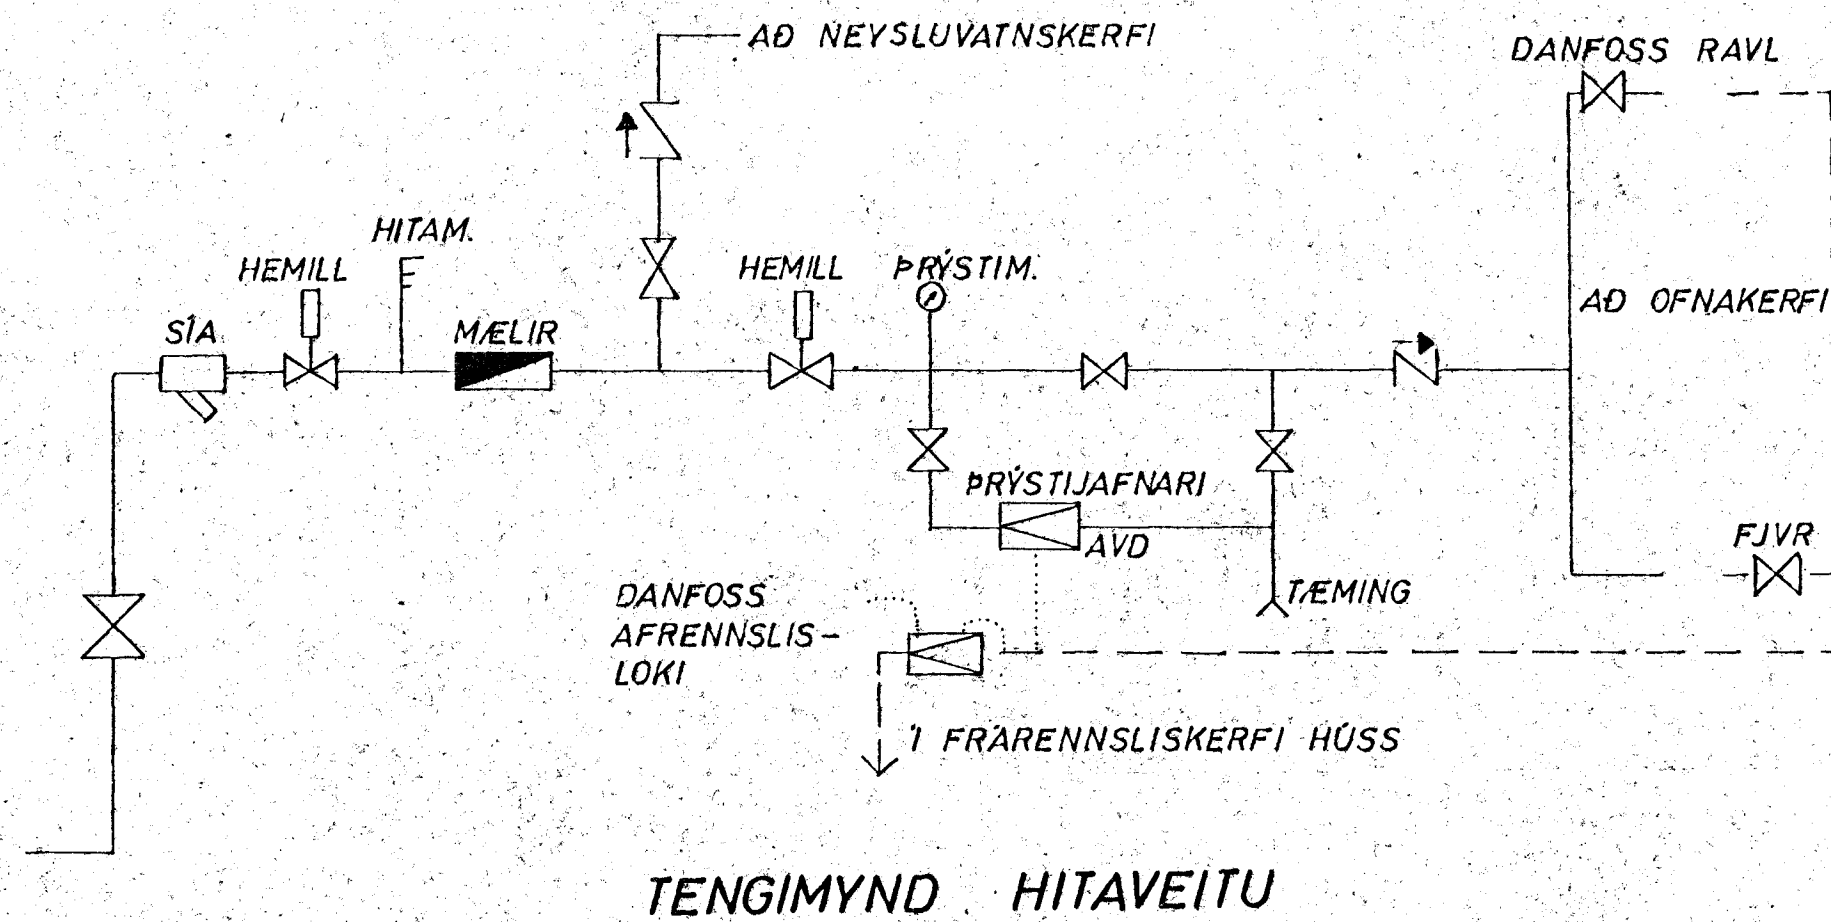 AÐ NEYSLUVATNSKERFI
DANFOSS RAVL
HITAM.
HEMILL
HEMILL
ÞRÝSTIM.
AÐ OFNAKERFI
SÍA
MÆLIR
ÞRÝSTIJAFNARI
AVD
FJVR
DANFOSS
AFRENNSLIS-
LOKI
TÆMING
Í FRÁRENNSLISKERFI HÚSS
TENGIMYND HITAVEITU